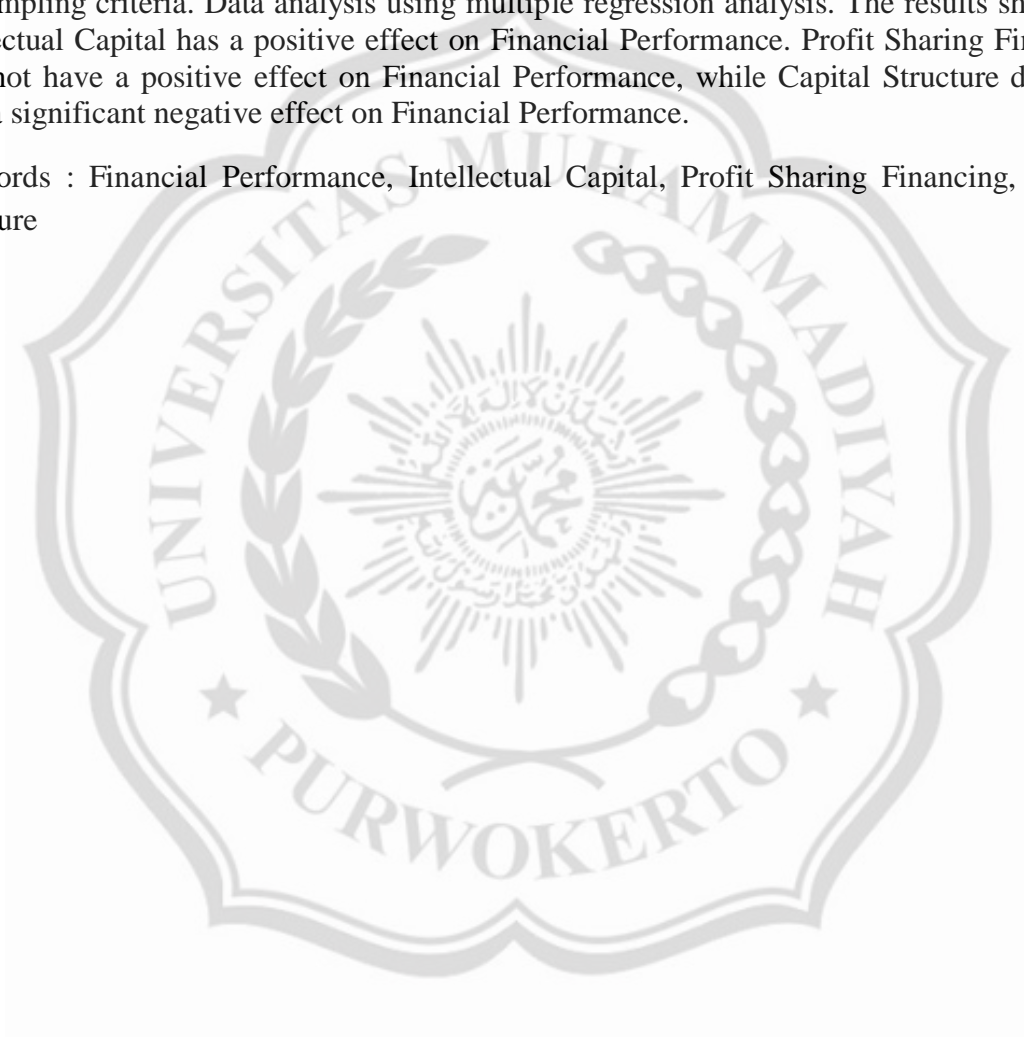 mpling criteria. Data analysis using multiple regression analysis. The results sh
ectual Capital has a positive effect on Financial Performance. Profit Sharing Fin
not have a positive effect on Financial Performance, while Capital Structure d
a significant negative effect on Financial Performance.
ords : Financial Performance, Intellectual Capital, Profit Sharing Financing,
ure
UNIVERSITAS MUHAMMADIYAH
PURWOKERTO